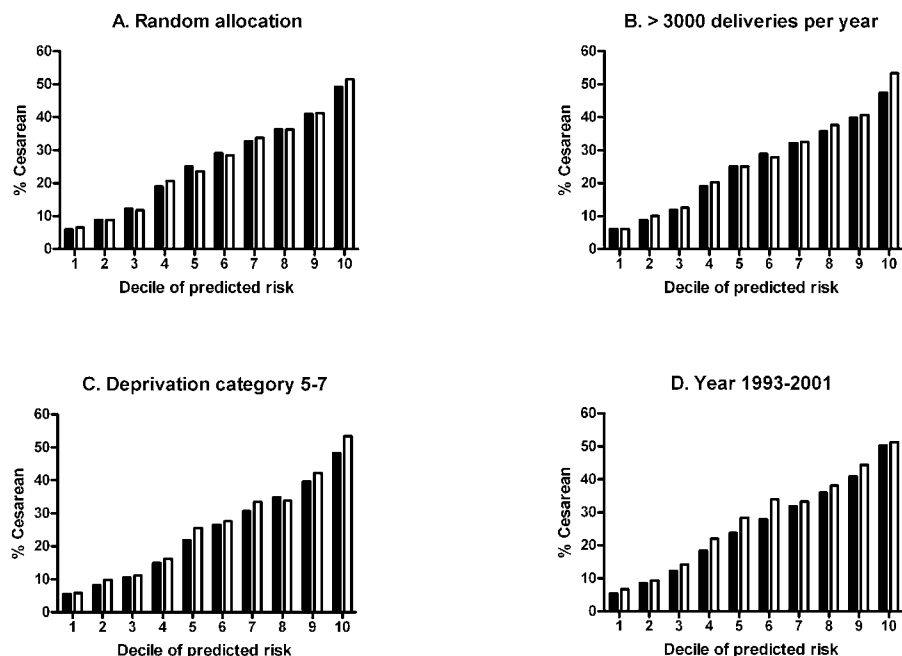 A. Random allocation
60
50
40
30
20
10
0
% Cesarean
1 2 3 4 5 6 7 8 9 10
Decile of predicted risk
B. > 3000 deliveries per year
60
50
40
30
20
10
0
% Cesarean
1 2 3 4 5 6 7 8 9 10
Decile of predicted risk
C. Deprivation category 5-7
60
50
40
30
20
10
0
% Cesarean
1 2 3 4 5 6 7 8 9 10
Decile of predicted risk
D. Year 1993-2001
60
50
40
30
20
10
0
% Cesarean
1 2 3 4 5 6 7 8 9 10
Decile of predicted risk